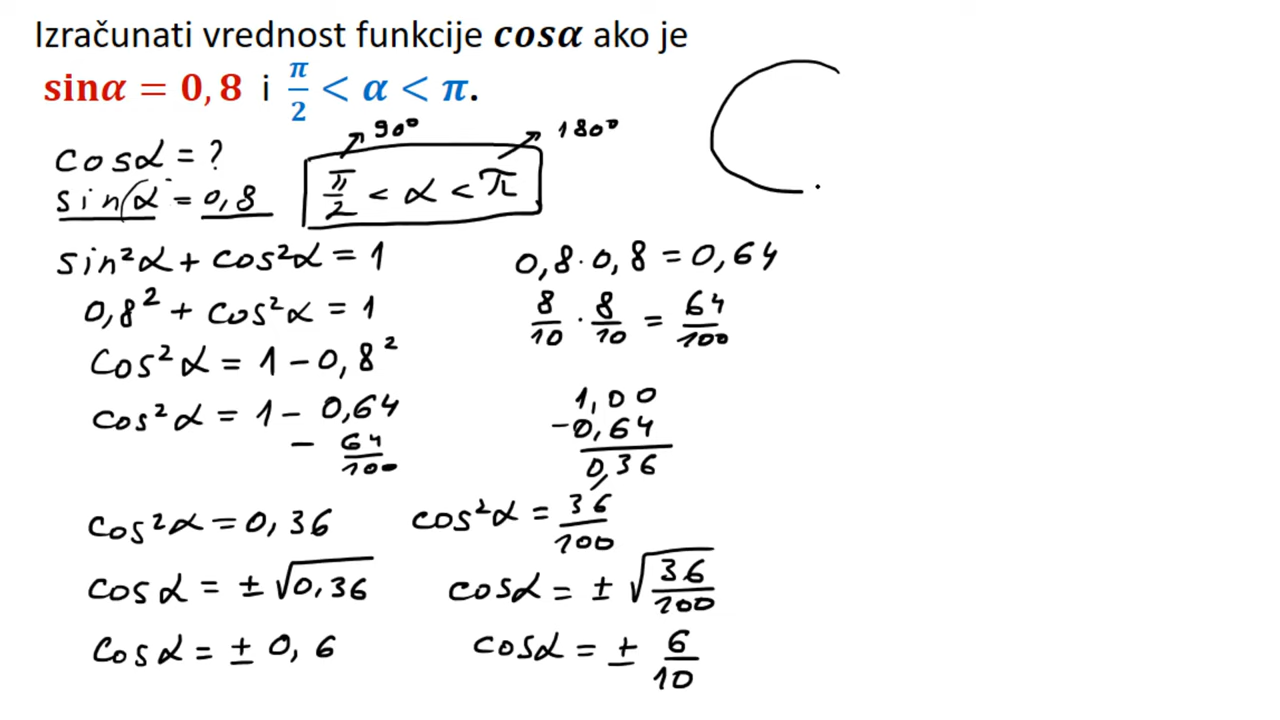 Izračunati vrednost funkcije cosα ako je
sinα = 0,8 i π/2 < α < π.
90° 180°
cosα = ?
π/2 < α < π
sinα = 0,8
sin²α + cos²α = 1
0,8 · 0,8 = 0,64
0,8² + cos²α = 1
8/10 · 8/10 = 64/100
cos²α = 1 - 0,8²
cos²α = 1 - 0,64
- 64/100
1,00
-0,64
0,36
cos²α = 0,36
cos²α = 36/100
cosα = ± √0,36
cosα = ± √36/100
cosα = ± 0,6
cosα = ± 6/10